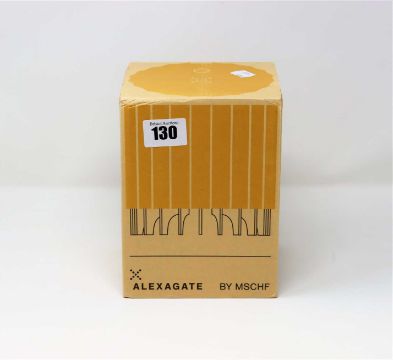 130
ALEXAGATE BY MSCHF